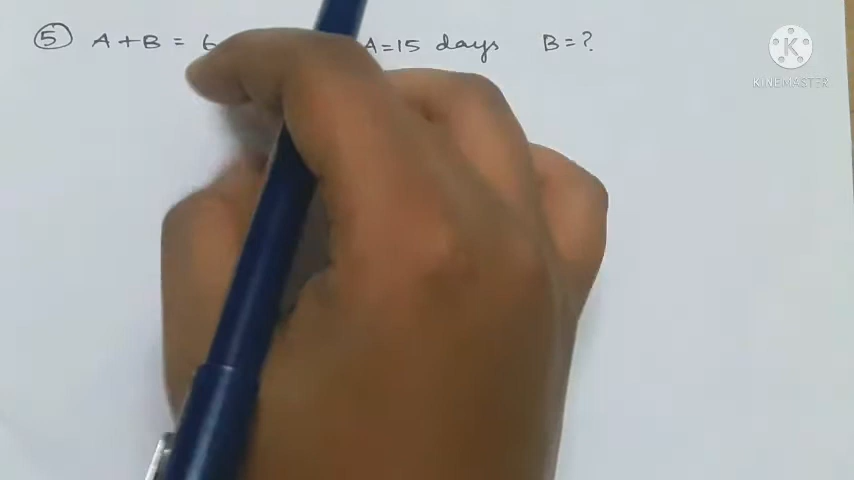 ⑤ A+B = 6 A=15 days B=?
K
KINEMASTER